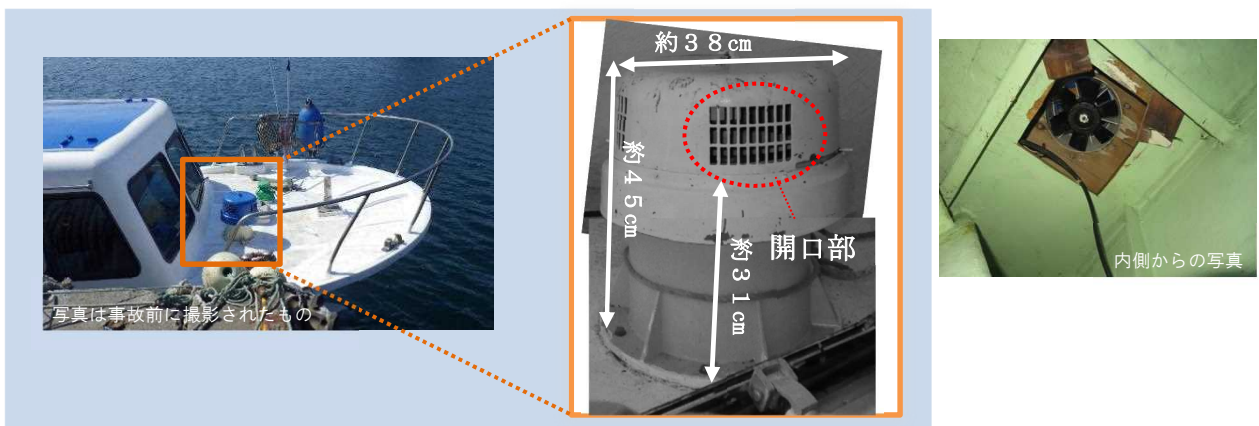 写真は事故前に撮影されたもの
約３８㎝
約４５㎝
約３１㎝
開口部
内側からの写真